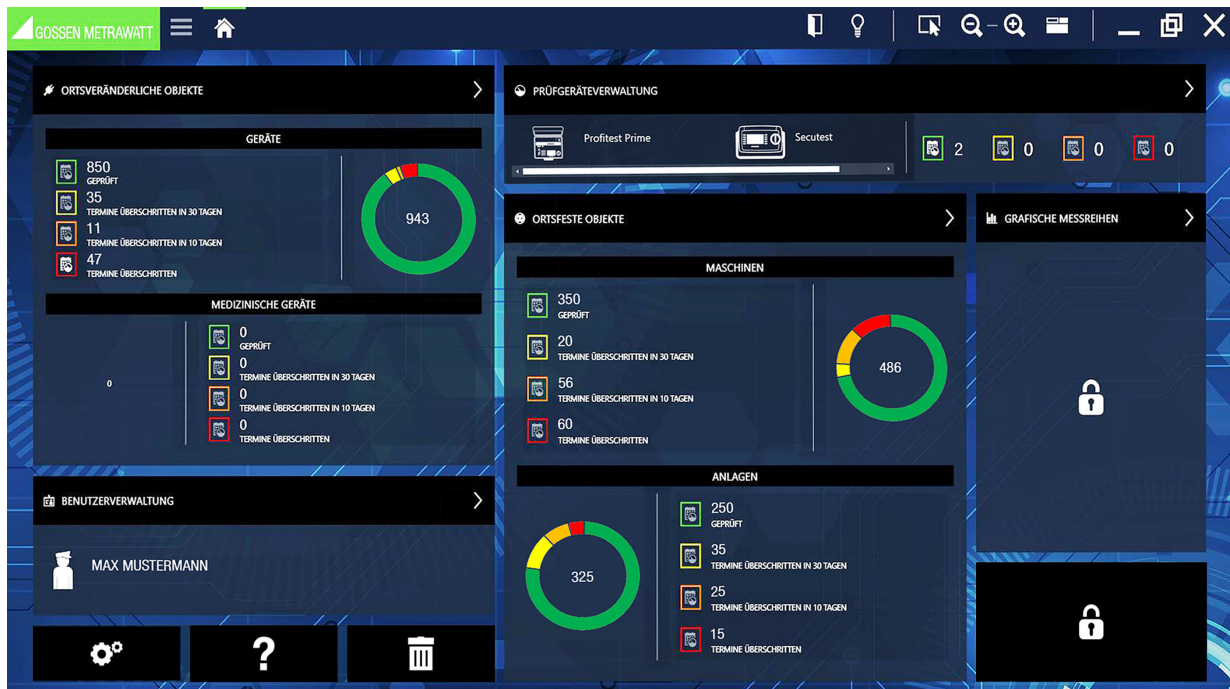 GOSSEN METRAWATT
ORTSVERÄNDERLICHE OBJEKTE
GERÄTE
850
GEPRÜFT
35
TERMINE ÜBERSCHRITTEN IN 30 TAGEN
11
TERMINE ÜBERSCHRITTEN IN 10 TAGEN
47
TERMINE ÜBERSCHRITTEN
943
MEDIZINISCHE GERÄTE
0
0
GEPRÜFT
0
TERMINE ÜBERSCHRITTEN IN 30 TAGEN
0
TERMINE ÜBERSCHRITTEN IN 10 TAGEN
0
TERMINE ÜBERSCHRITTEN
BENUTZERVERWALTUNG
MAX MUSTERMANN
?
PRÜFGERÄTEVERWALTUNG
Profitest Prime
Secutest
2
0
0
0
ORTSFESTE OBJEKTE
MASCHINEN
350
GEPRÜFT
20
TERMINE ÜBERSCHRITTEN IN 30 TAGEN
56
TERMINE ÜBERSCHRITTEN IN 10 TAGEN
60
TERMINE ÜBERSCHRITTEN
486
ANLAGEN
325
250
GEPRÜFT
35
TERMINE ÜBERSCHRITTEN IN 30 TAGEN
25
TERMINE ÜBERSCHRITTEN IN 10 TAGEN
15
TERMINE ÜBERSCHRITTEN
GRAFISCHE MESSREIHEN